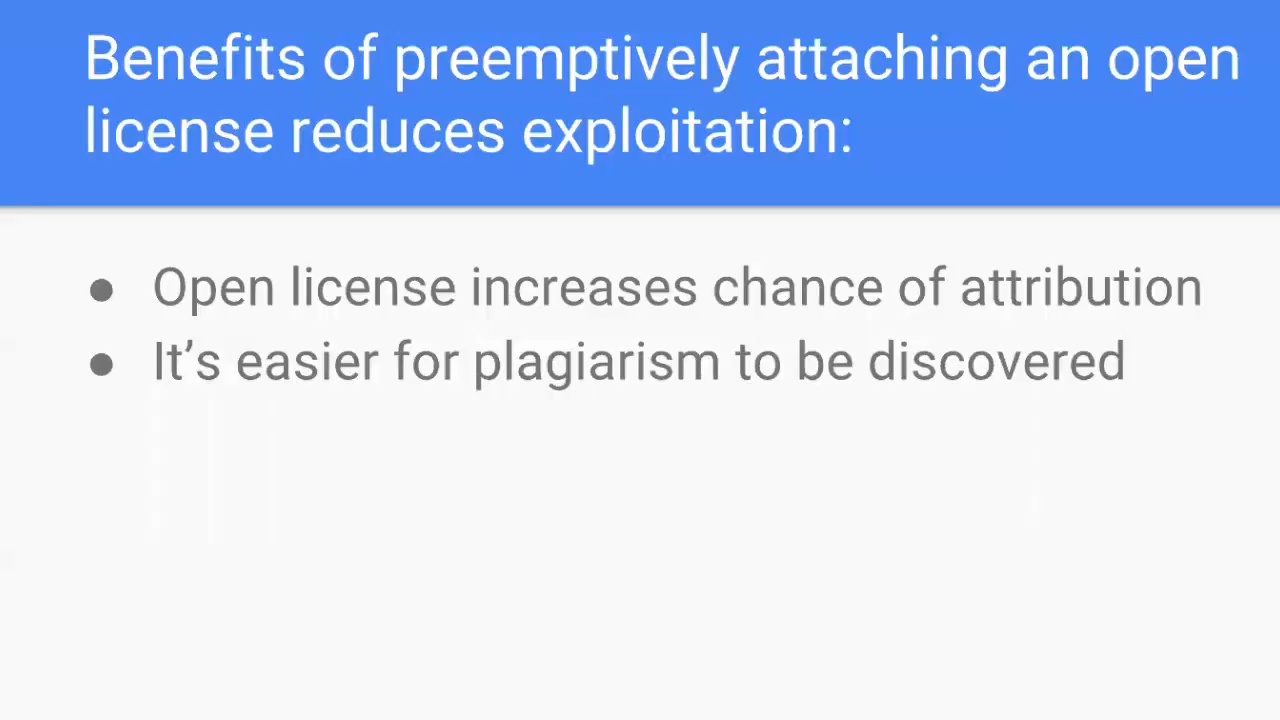 Benefits of preemptively attaching an open
license reduces exploitation:
● Open license increases chance of attribution
● It’s easier for plagiarism to be discovered